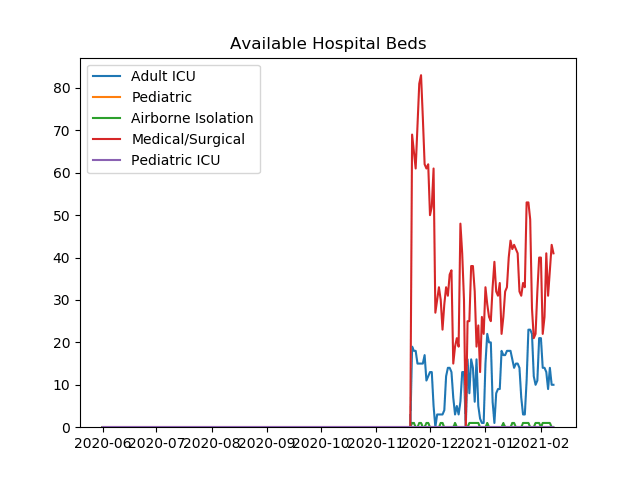 Available Hospital Beds
Adult ICU
Pediatric
Airborne Isolation
Medical/Surgical
Pediatric ICU
80
70
60
50
40
30
20
10
0
2020-06 2020-07 2020-08 2020-09 2020-10 2020-11 2020-12 2021-01 2021-02